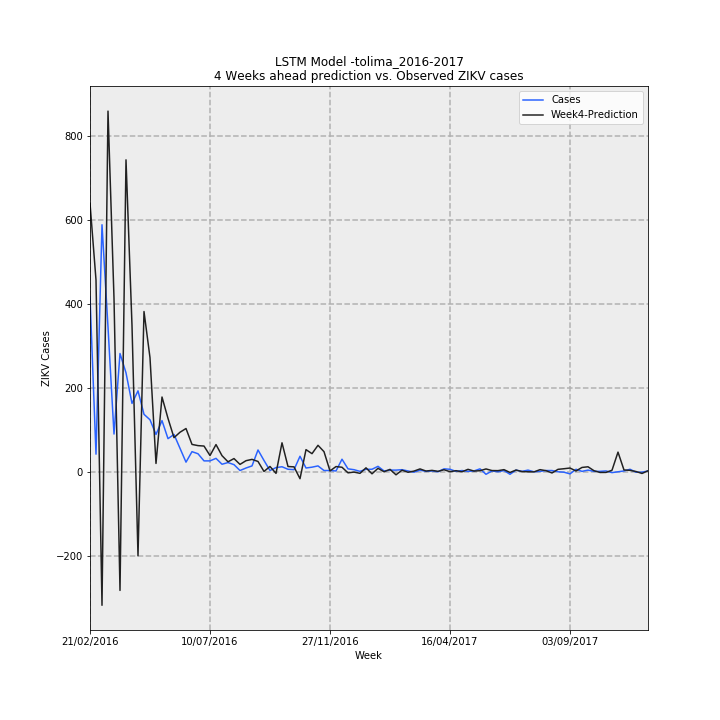 LSTM Model -tolima_2016-2017
4 Weeks ahead prediction vs. Observed ZIKV cases
Cases
Week4-Prediction
800
600
400
200
0
−200
ZIKV Cases
21/02/2016
10/07/2016
27/11/2016
16/04/2017
03/09/2017
Week